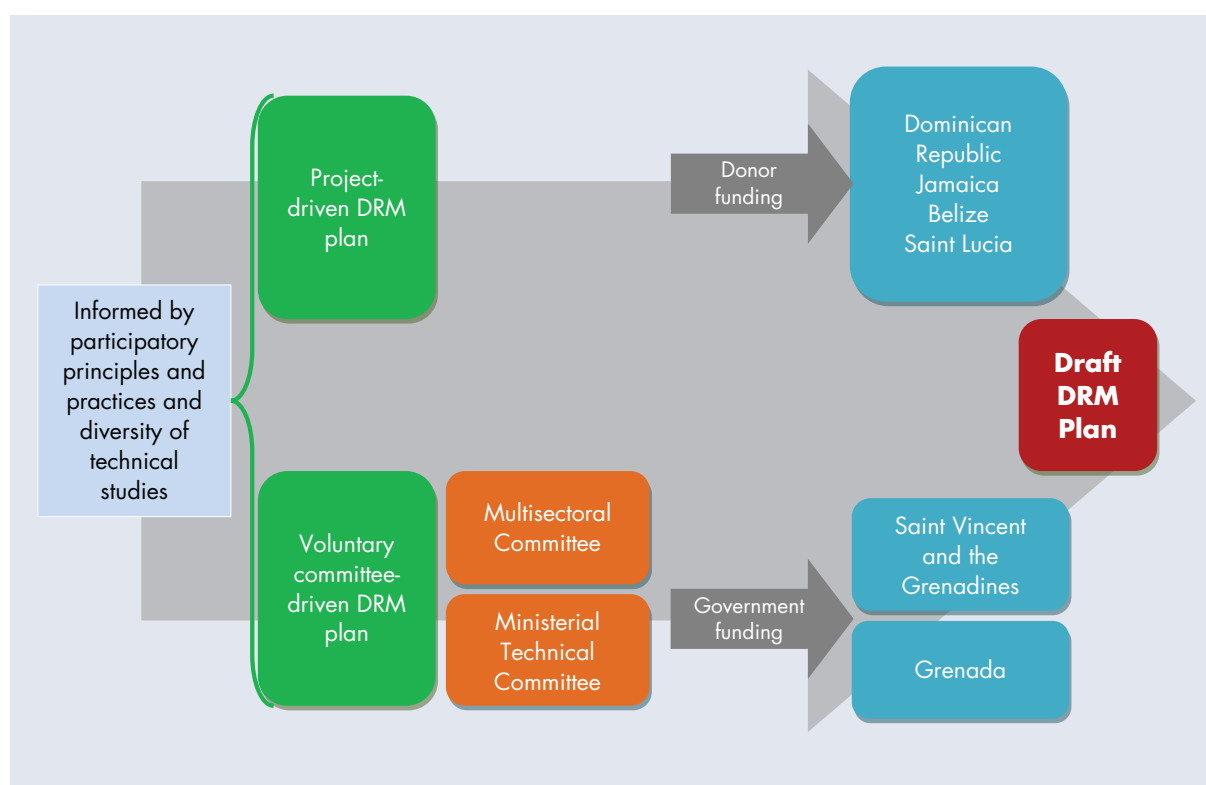 Informed by
participatory
principles and
practices and
diversity of
technical
studies
Project-
driven DRM
plan
Donor
funding
Dominican
Republic
Jamaica
Belize
Saint Lucia
Voluntary
committee-
driven DRM
plan
Multisectoral
Committee
Ministerial
Technical
Committee
Government
funding
Saint Vincent
and the
Grenadines
Grenada
Draft
DRM
Plan